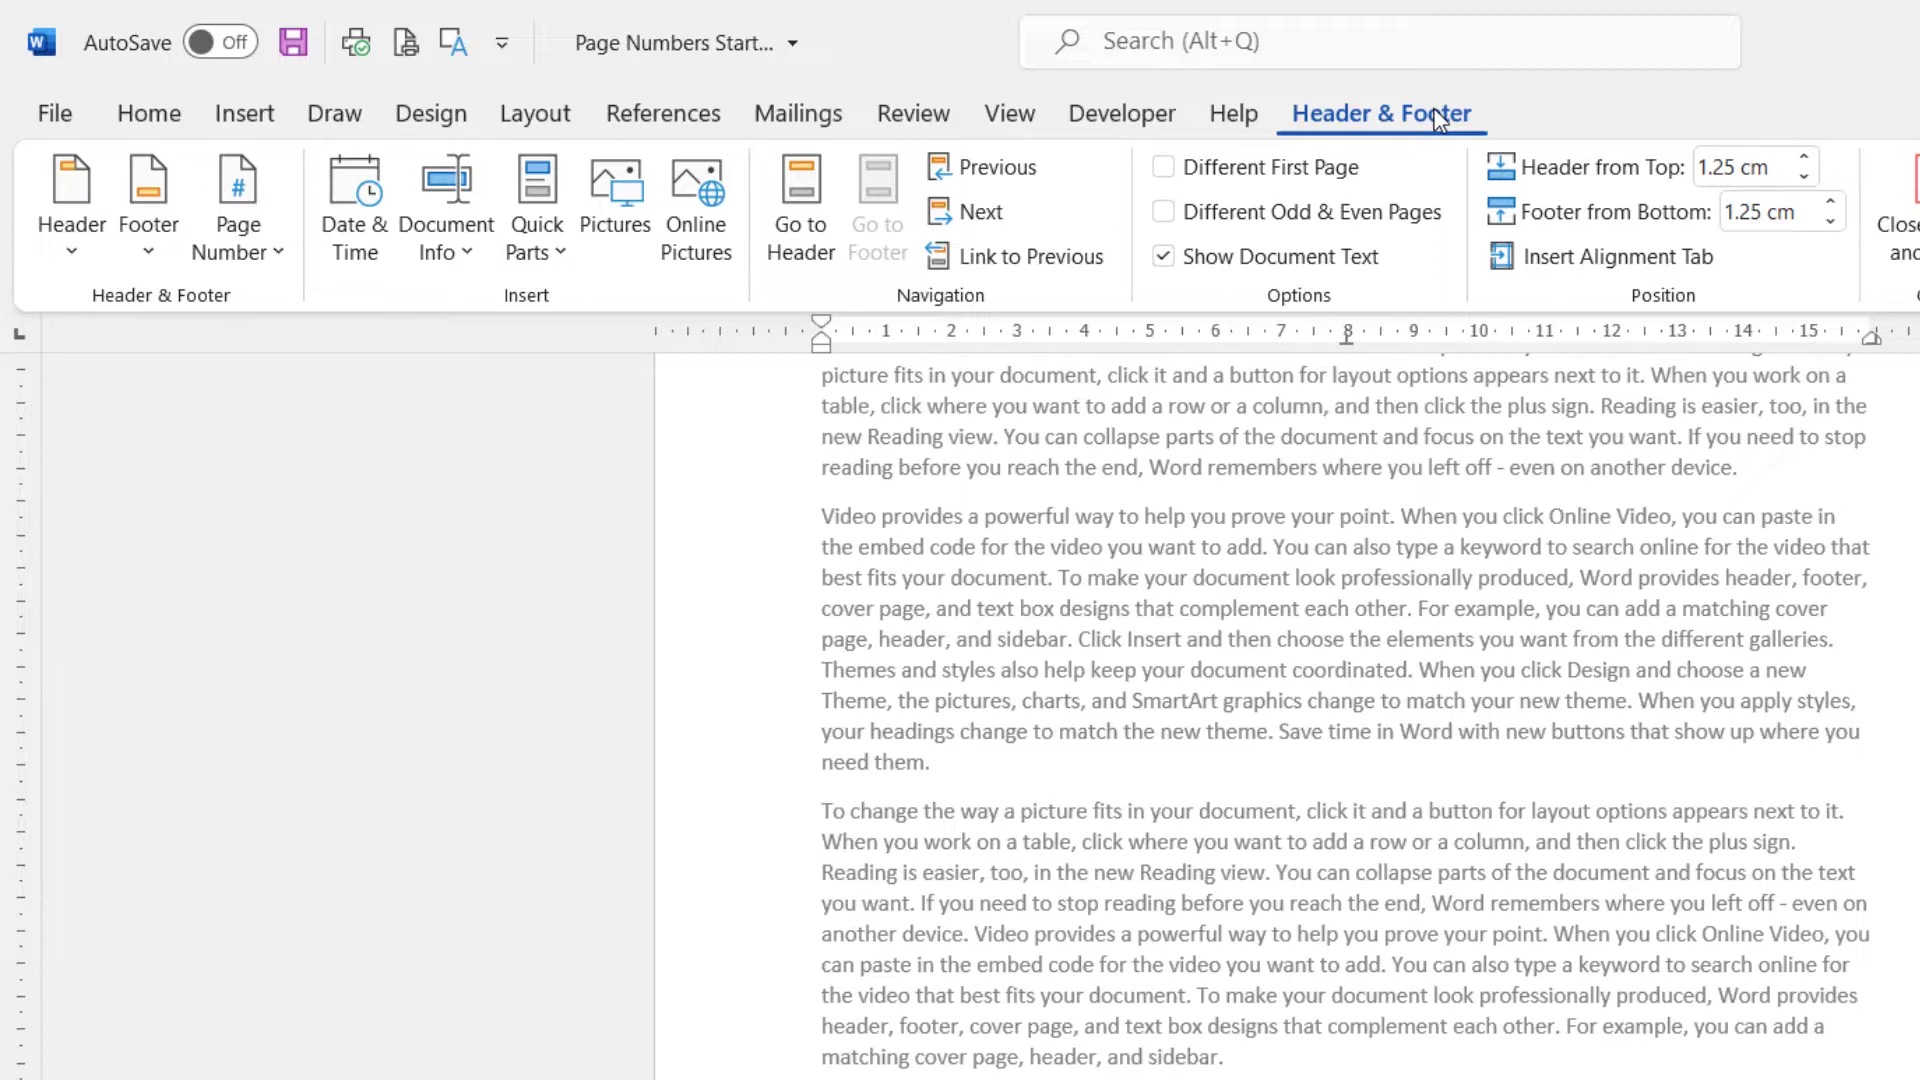 W AutoSave Off Page Numbers Start... Search (Alt+Q)
File Home Insert Draw Design Layout References Mailings Review View Developer Help Header & Footer
Header
Footer
#
Page
Number
Header & Footer
Date &
Time
Document
Info
Quick
Parts
Pictures
Online
Pictures
Insert
Go to
Header
Go to
Footer
Previous
Next
Link to Previous
Navigation
Different First Page
Different Odd & Even Pages
Show Document Text
Options
Header from Top: 1.25 cm
Footer from Bottom: 1.25 cm
Insert Alignment Tab
Position
Close
and
1 2 3 4 5 6 7 8 9 10 11 12 13 14 15
picture fits in your document, click it and a button for layout options appears next to it. When you work on a
table, click where you want to add a row or a column, and then click the plus sign. Reading is easier, too, in the
new Reading view. You can collapse parts of the document and focus on the text you want. If you need to stop
reading before you reach the end, Word remembers where you left off - even on another device.
Video provides a powerful way to help you prove your point. When you click Online Video, you can paste in
the embed code for the video you want to add. You can also type a keyword to search online for the video that
best fits your document. To make your document look professionally produced, Word provides header, footer,
cover page, and text box designs that complement each other. For example, you can add a matching cover
page, header, and sidebar. Click Insert and then choose the elements you want from the different galleries.
Themes and styles also help keep your document coordinated. When you click Design and choose a new
Theme, the pictures, charts, and SmartArt graphics change to match your new theme. When you apply styles,
your headings change to match the new theme. Save time in Word with new buttons that show up where you
need them.
To change the way a picture fits in your document, click it and a button for layout options appears next to it.
When you work on a table, click where you want to add a row or a column, and then click the plus sign.
Reading is easier, too, in the new Reading view. You can collapse parts of the document and focus on the text
you want. If you need to stop reading before you reach the end, Word remembers where you left off - even on
another device. Video provides a powerful way to help you prove your point. When you click Online Video, you
can paste in the embed code for the video you want to add. You can also type a keyword to search online for
the video that best fits your document. To make your document look professionally produced, Word provides
header, footer, cover page, and text box designs that complement each other. For example, you can add a
matching cover page, header, and sidebar.